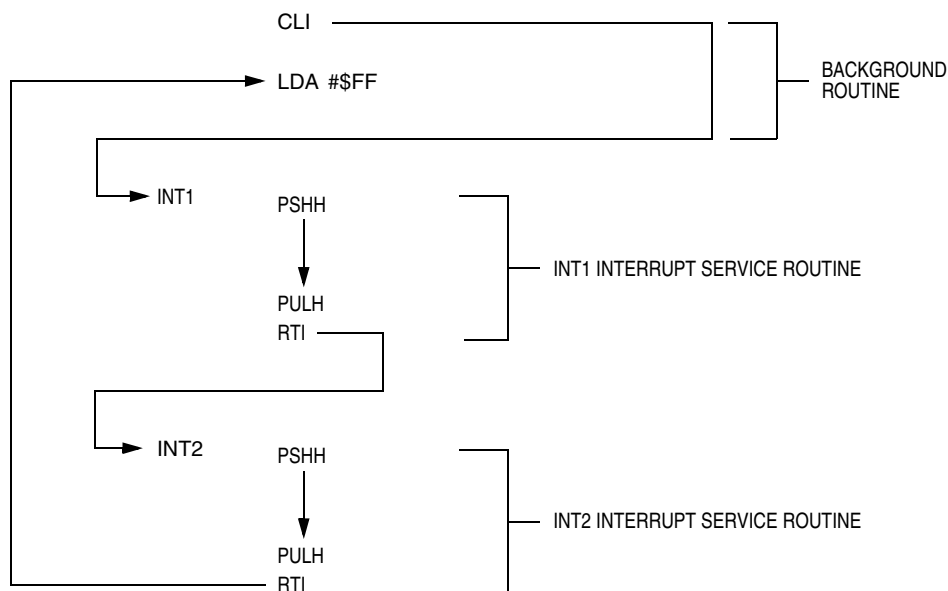 CLI
LDA #$FF
BACKGROUND
ROUTINE
INT1
PSHH
INT1 INTERRUPT SERVICE ROUTINE
PULH
RTI
INT2
PSHH
INT2 INTERRUPT SERVICE ROUTINE
PULH
RTI